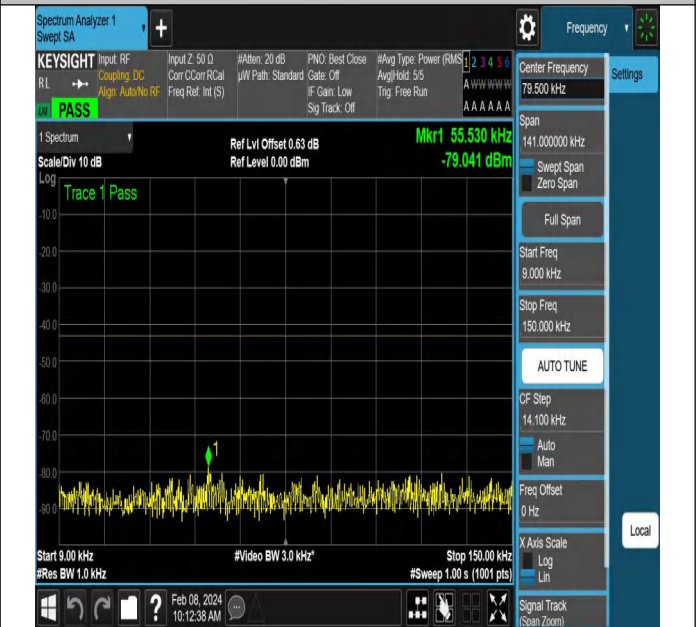 Spectrum Analyzer 1
Swept SA
Frequency
KEYSIGHT
Input: RF
Coupling: DC
Align: Auto/No RF
Input Z: 50 Ω
Corr CCorr RCal
Freq Ref: Int (S)
#Atten: 20 dB
µW Path: Standard
PNO: Best Close
Gate: Off
IF Gain: Low
Sig Track: Off
#Avg Type: Power (RMS
Avg|Hold: 5/5
Trig: Free Run
1 2 3 4 5 6
A W W W W W
A A A A A A
RL
PASS
Center Frequency
79.500 kHz
Settings
Span
141.000000 kHz
Swept Span
Zero Span
Full Span
Start Freq
9.000 kHz
Stop Freq
150.000 kHz
AUTO TUNE
CF Step
14.100 kHz
Auto
Man
Freq Offset
0 Hz
X Axis Scale
Log
Lin
Local
Signal Track
(Span Zoom)
1 Spectrum
Scale/Div 10 dB
Ref Lvl Offset 0.63 dB
Ref Level 0.00 dBm
Mkr1 55.530 kHz
-79.041 dBm
Log
Trace 1 Pass
-10.0
-20.0
-30.0
-40.0
-50.0
-60.0
-70.0
-80.0
-90.0
1
Start 9.00 kHz
#Video BW 3.0 kHz*
Stop 150.00 kHz
#Res BW 1.0 kHz
#Sweep 1.00 s (1001 pts)
?
Feb 08, 2024
10:12:38 AM